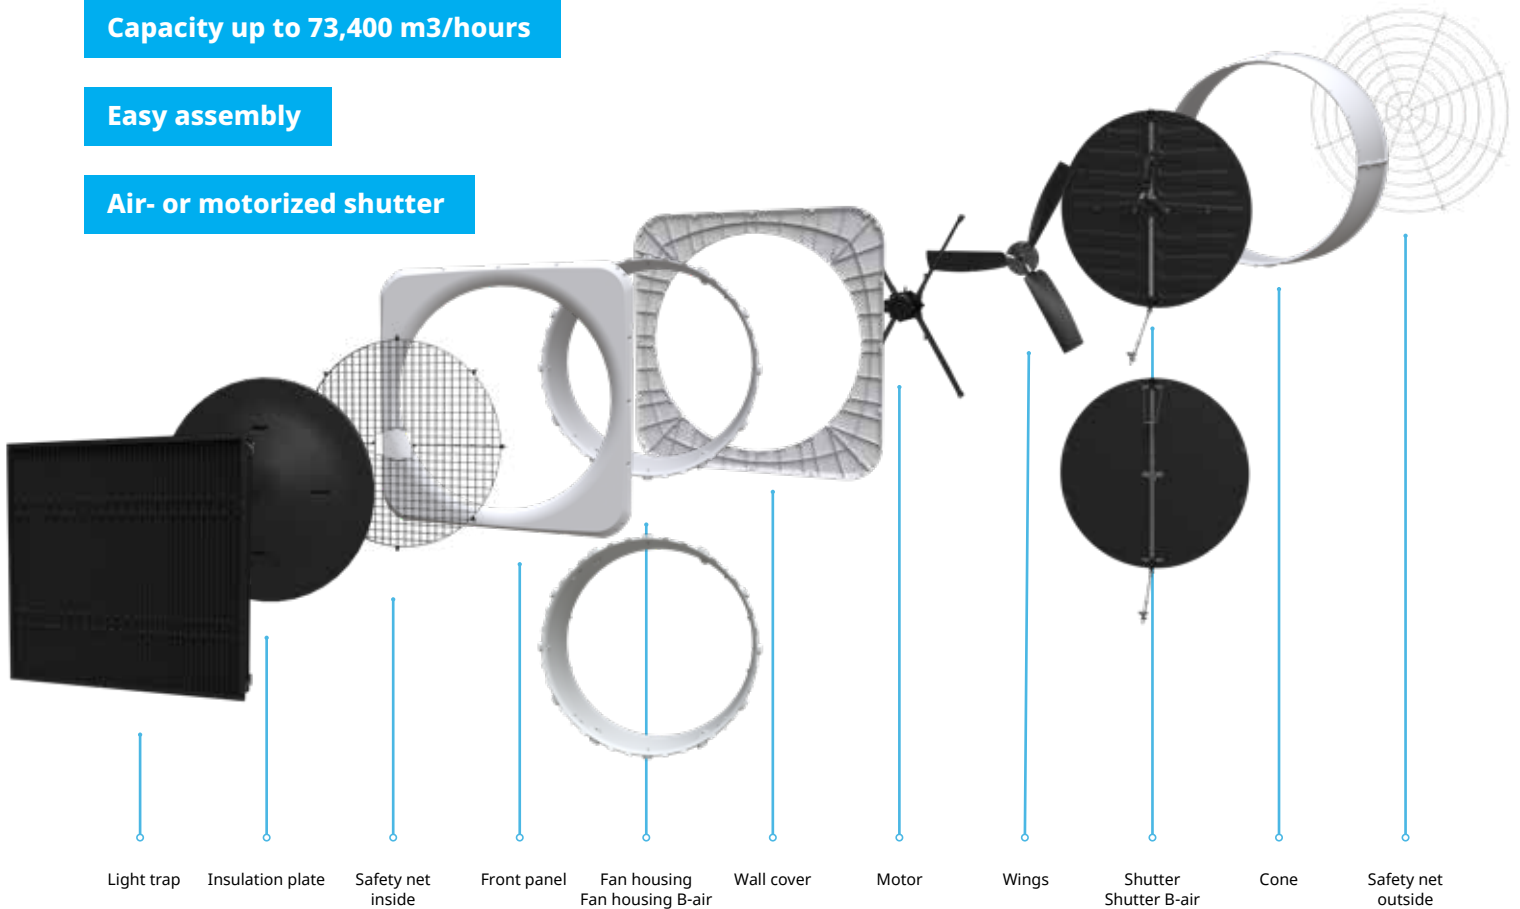 Capacity up to 73,400 m3/hours
Easy assembly
Air- or motorized shutter
Light trap
Insulation plate
Safety net
inside
Front panel
Fan housing
Fan housing B-air
Wall cover
Motor
Wings
Shutter
Shutter B-air
Cone
Safety net
outside